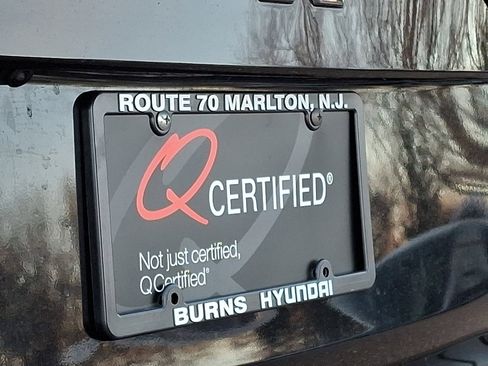 ROUTE 70 MARLTON, N.J.
Q CERTIFIED®
Not just certified,
Q Certified®
BURNS HYUNDAI